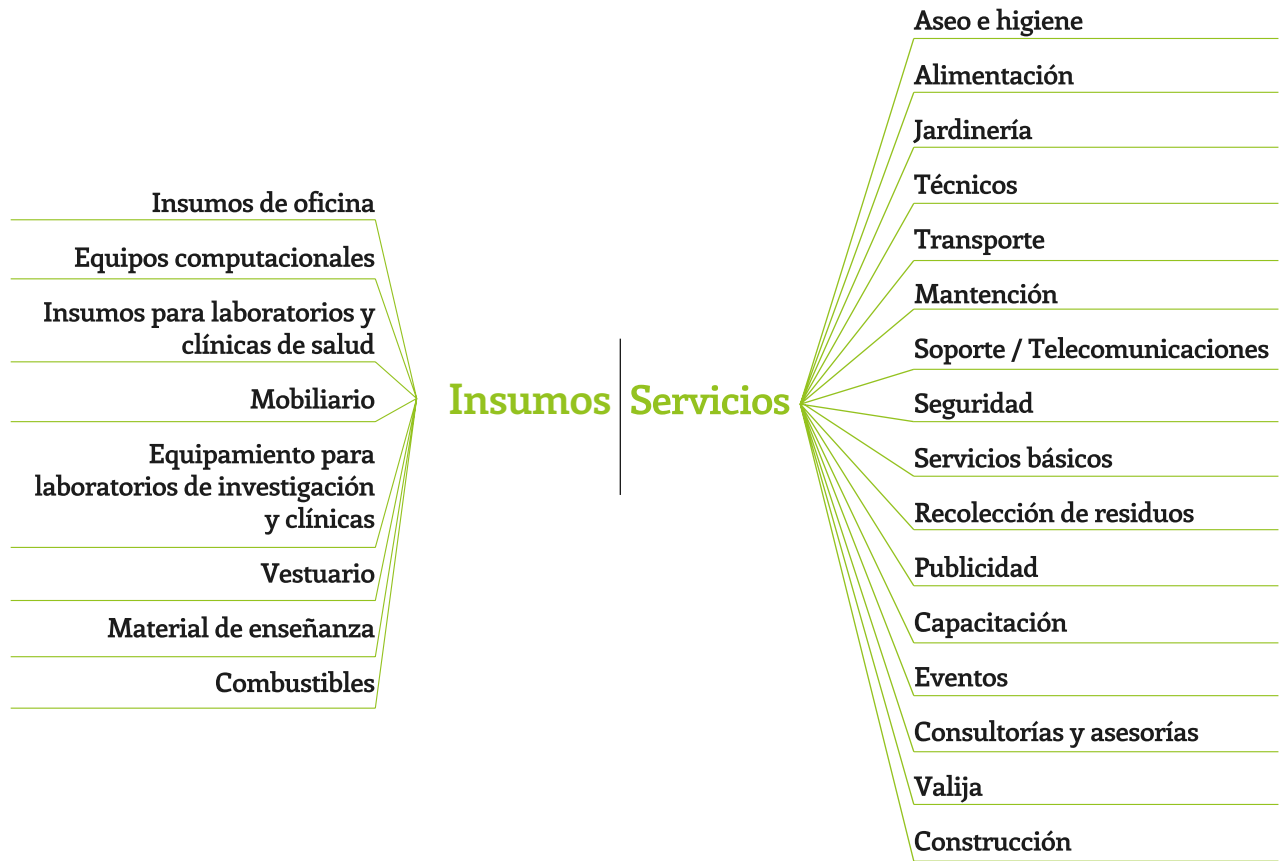 Insumos de oficina
Equipos computacionales
Insumos para laboratorios y
clínicas de salud
Mobiliario
Equipamiento para
laboratorios de investigación
y clínicas
Vestuario
Material de enseñanza
Combustibles
Insumos
Servicios
Aseo e higiene
Alimentación
Jardinería
Técnicos
Transporte
Mantención
Soporte / Telecomunicaciones
Seguridad
Servicios básicos
Recolección de residuos
Publicidad
Capacitación
Eventos
Consultorías y asesorías
Valija
Construcción